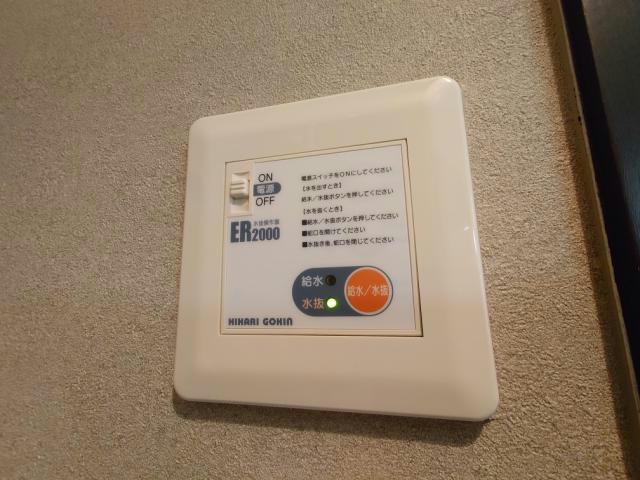 ON
電源
OFF
水抜操作盤
ER2000
電源スイッチをONにしてください
【水を出すとき】
給水/水抜ボタンを押してください
【水を抜くとき】
■給水/水抜ボタンを押してください
■蛇口を開けてください
■水抜き後、蛇口を閉じてください
給水
水抜
給水/水抜
HIHARI GOKIN